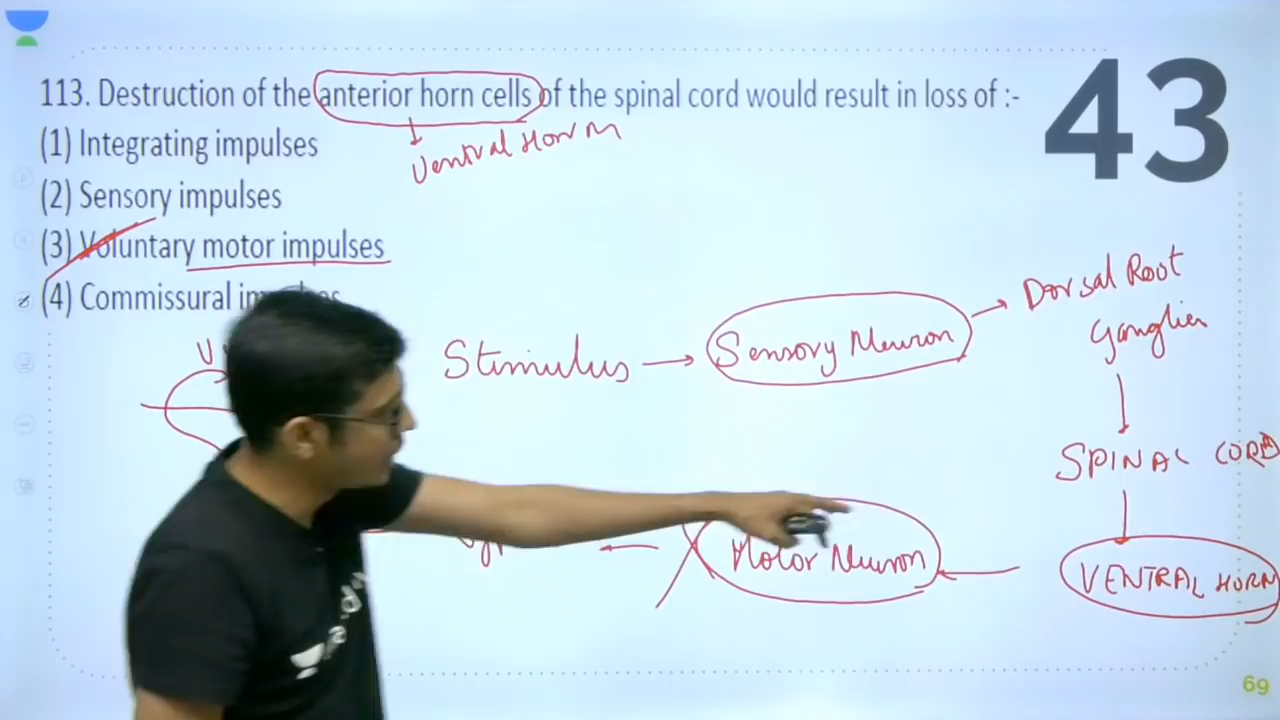 113. Destruction of the anterior horn cells of the spinal cord would result in loss of :-
43
(1) Integrating impulses
Ventral Horn
(2) Sensory impulses
(3) Voluntary motor impulses
(4) Commissural
Stimulus → Sensory Neuron → Dorsal Root
Ganglion
SPINAL CORD
Motor Neuron
VENTRAL HORN
69